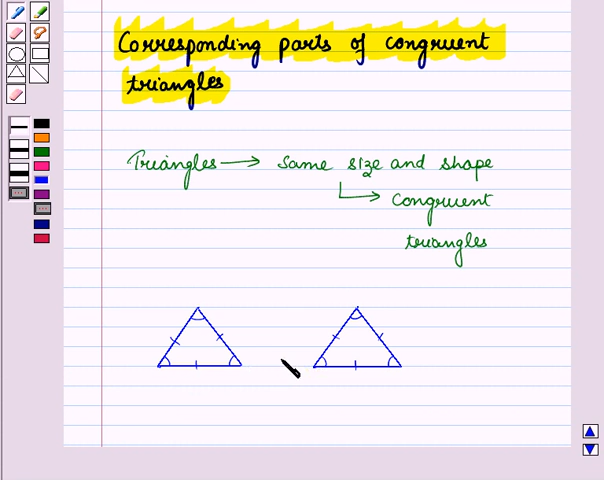 Corresponding parts of congruent
triangles
Triangles → Same size and shape
↳ Congruent
triangles